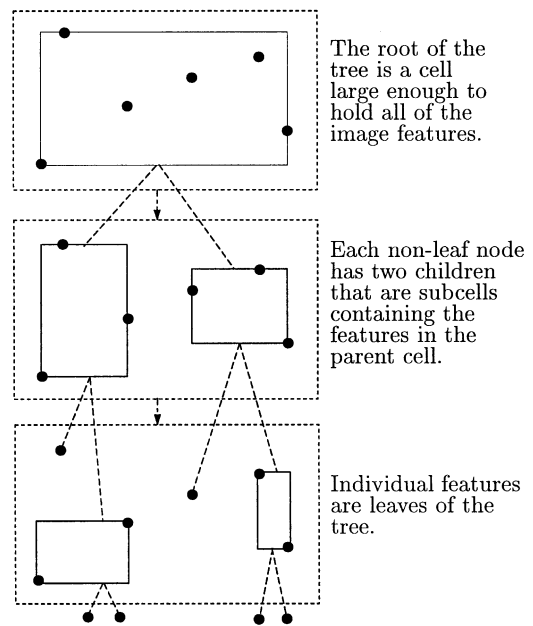 The root of the
tree is a cell
large enough to
hold all of the
image features.
Each non-leaf node
has two children
that are subcells
containing the
features in the
parent cell.
Individual features
are leaves of the
tree.